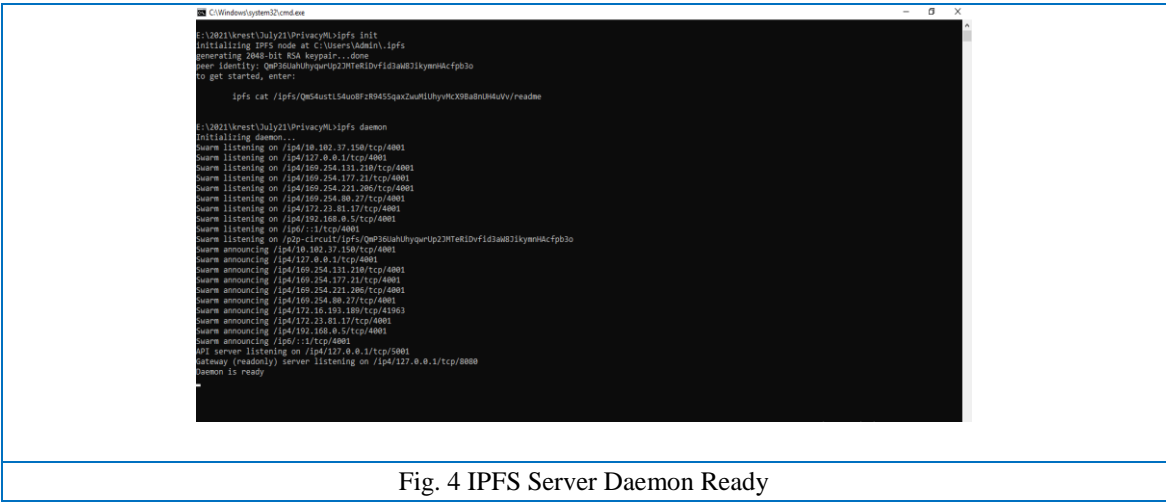 C:\Windows\system32\cmd.exe
E:\2021\krest\July21\PrivacyML>ipfs init
initializing IPFS node at C:\Users\Admin\.ipfs
generating 2048-bit RSA keypair...done
peer identity:
to get started, enter:
ipfs cat
E:\2021\krest\July21\PrivacyML>ipfs daemon
Initializing daemon...
Swarm listening on /ip4/10.102.37.150/tcp/4001
Swarm listening on /ip4/127.0.0.1/tcp/4001
Swarm listening on /ip4/169.254.131.210/tcp/4001
Swarm listening on /ip4/169.254.177.21/tcp/4001
Swarm listening on /ip4/169.254.221.206/tcp/4001
Swarm listening on /ip4/169.254.80.27/tcp/4001
Swarm listening on /ip4/172.23.81.17/tcp/4001
Swarm listening on /ip4/192.168.0.5/tcp/4001
Swarm listening on /ip6/::1/tcp/4001
Swarm listening on
Swarm announcing /ip4/10.102.37.150/tcp/4001
Swarm announcing /ip4/127.0.0.1/tcp/4001
Swarm announcing /ip4/169.254.131.210/tcp/4001
Swarm announcing /ip4/169.254.177.21/tcp/4001
Swarm announcing /ip4/169.254.221.206/tcp/4001
Swarm announcing /ip4/169.254.80.27/tcp/4001
Swarm announcing /ip4/172.16.193.189/tcp/41963
Swarm announcing /ip4/172.23.81.17/tcp/4001
Swarm announcing /ip4/192.168.0.5/tcp/4001
Swarm announcing /ip6/::1/tcp/4001
API server listening on /ip4/127.0.0.1/tcp/5001
Gateway (readonly) server listening on /ip4/127.0.0.1/tcp/8080
Daemon is ready
Fig. 4 IPFS Server Daemon Ready